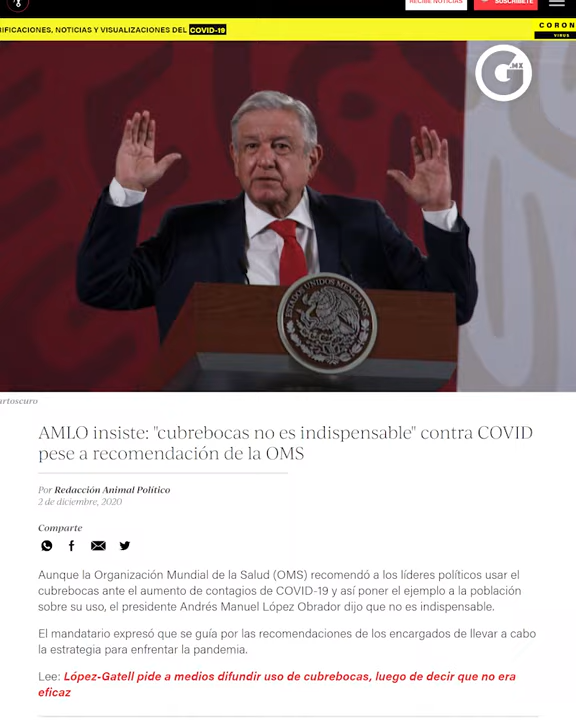 RECIBE NOTICIAS
SUSCRÍBETE
IFICACIONES, NOTICIAS Y VISUALIZACIONES DEL COVID-19
CORON
VIRUS
G.MX
ESTADOS UNIDOS MEXICANOS
artoscuro
AMLO insiste: "cubrebocas no es indispensable" contra COVID
pese a recomendación de la OMS
Por Redacción Animal Político
2 de diciembre, 2020
Comparte
Aunque la Organización Mundial de la Salud (OMS) recomendó a los líderes políticos usar el
cubrebocas ante el aumento de contagios de COVID-19 y así poner el ejemplo a la población
sobre su uso, el presidente Andrés Manuel López Obrador dijo que no es indispensable.
El mandatario expresó que se guía por las recomendaciones de los encargados de llevar a cabo
la estrategia para enfrentar la pandemia.
Lee: López-Gatell pide a medios difundir uso de cubrebocas, luego de decir que no era
eficaz